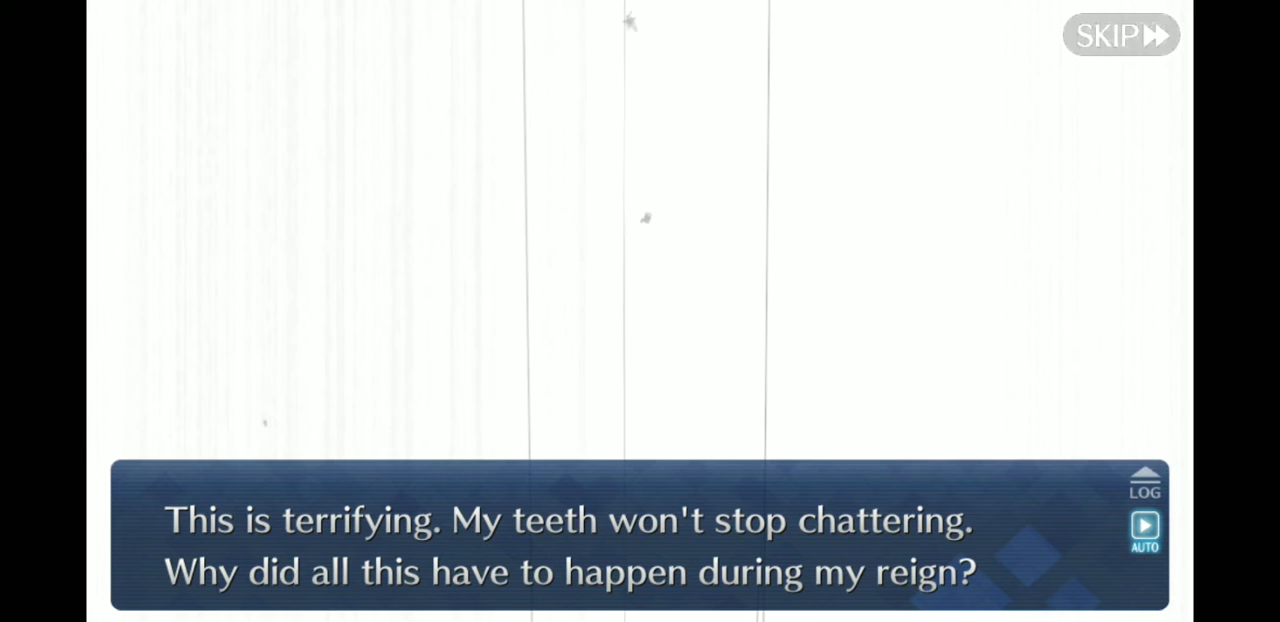 SKIP
This is terrifying. My teeth won't stop chattering.
Why did all this have to happen during my reign?
LOG
AUTO